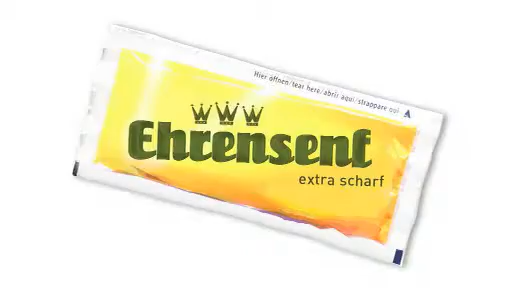 Hier öffnen/tear here/abrir aqui/strappare qui
Ehrensenf
extra scharf